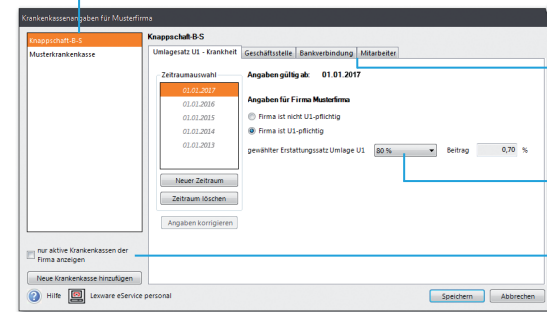 Krankenkassenangaben für Musterfirma
Knappschaft-B-S
Musterkrankenkasse
Knappschaft-B-S
Umlagesatz U1 - Krankheit
Geschäftsstelle
Bankverbindung
Mitarbeiter
Zeitraumauswahl
01.01.2017
01.01.2016
01.01.2015
01.01.2014
01.01.2013
Neuer Zeitraum
Zeitraum löschen
Angaben korrigieren
Angaben gültig ab: 01.01.2017
Angaben für Firma Musterfirma
Firma ist nicht U1-pflichtig
Firma ist U1-pflichtig
gewählter Erstattungssatz Umlage U1 80 % Beitrag 0,70 %
nur aktive Krankenkassen der
Firma anzeigen
Neue Krankenkasse hinzufügen
Hilfe Lexware eService personal
Speichern Abbrechen